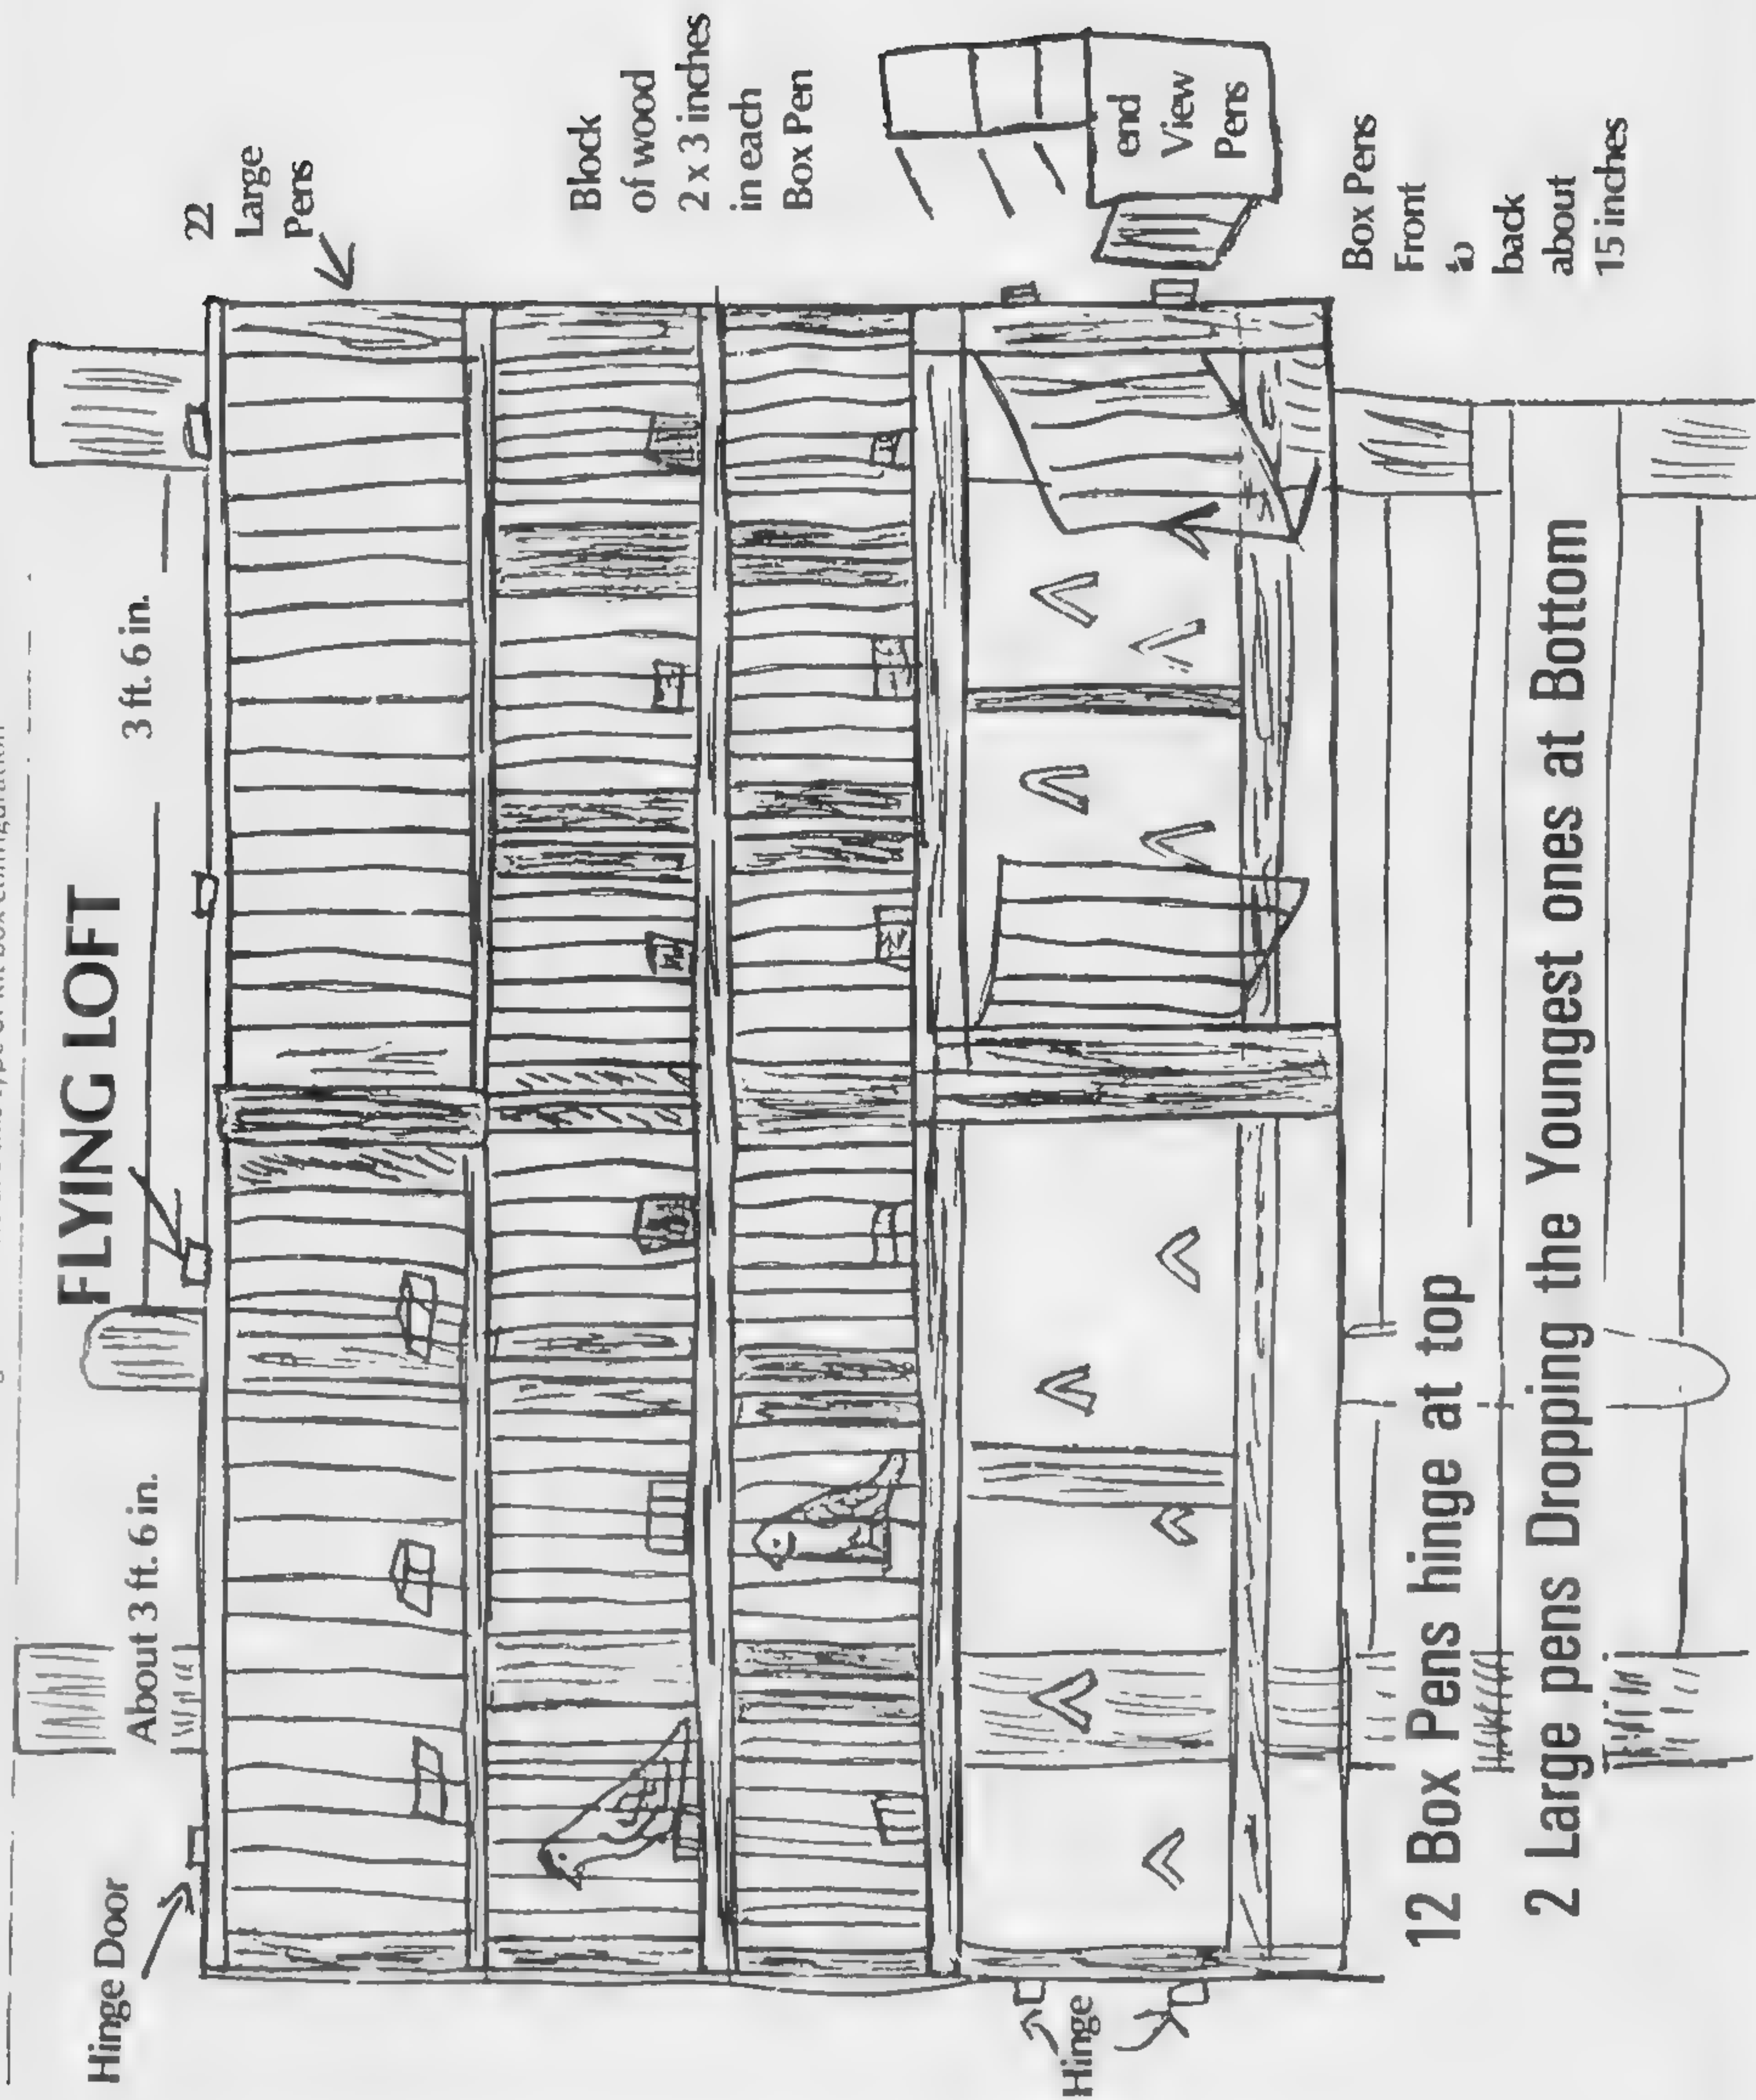 FLYING LOFT
Hinge Door
About 3 ft. 6 in.
3 ft. 6 in.
22
Large
Pens
Block
of wood
2 x 3 inches
in each
Box Pen
end
View
Pens
Hinge
Box Pens
Front
to
back
about
15 inches
12 Box Pens hinge at top
2 Large pens Dropping the Youngest ones at Bottom